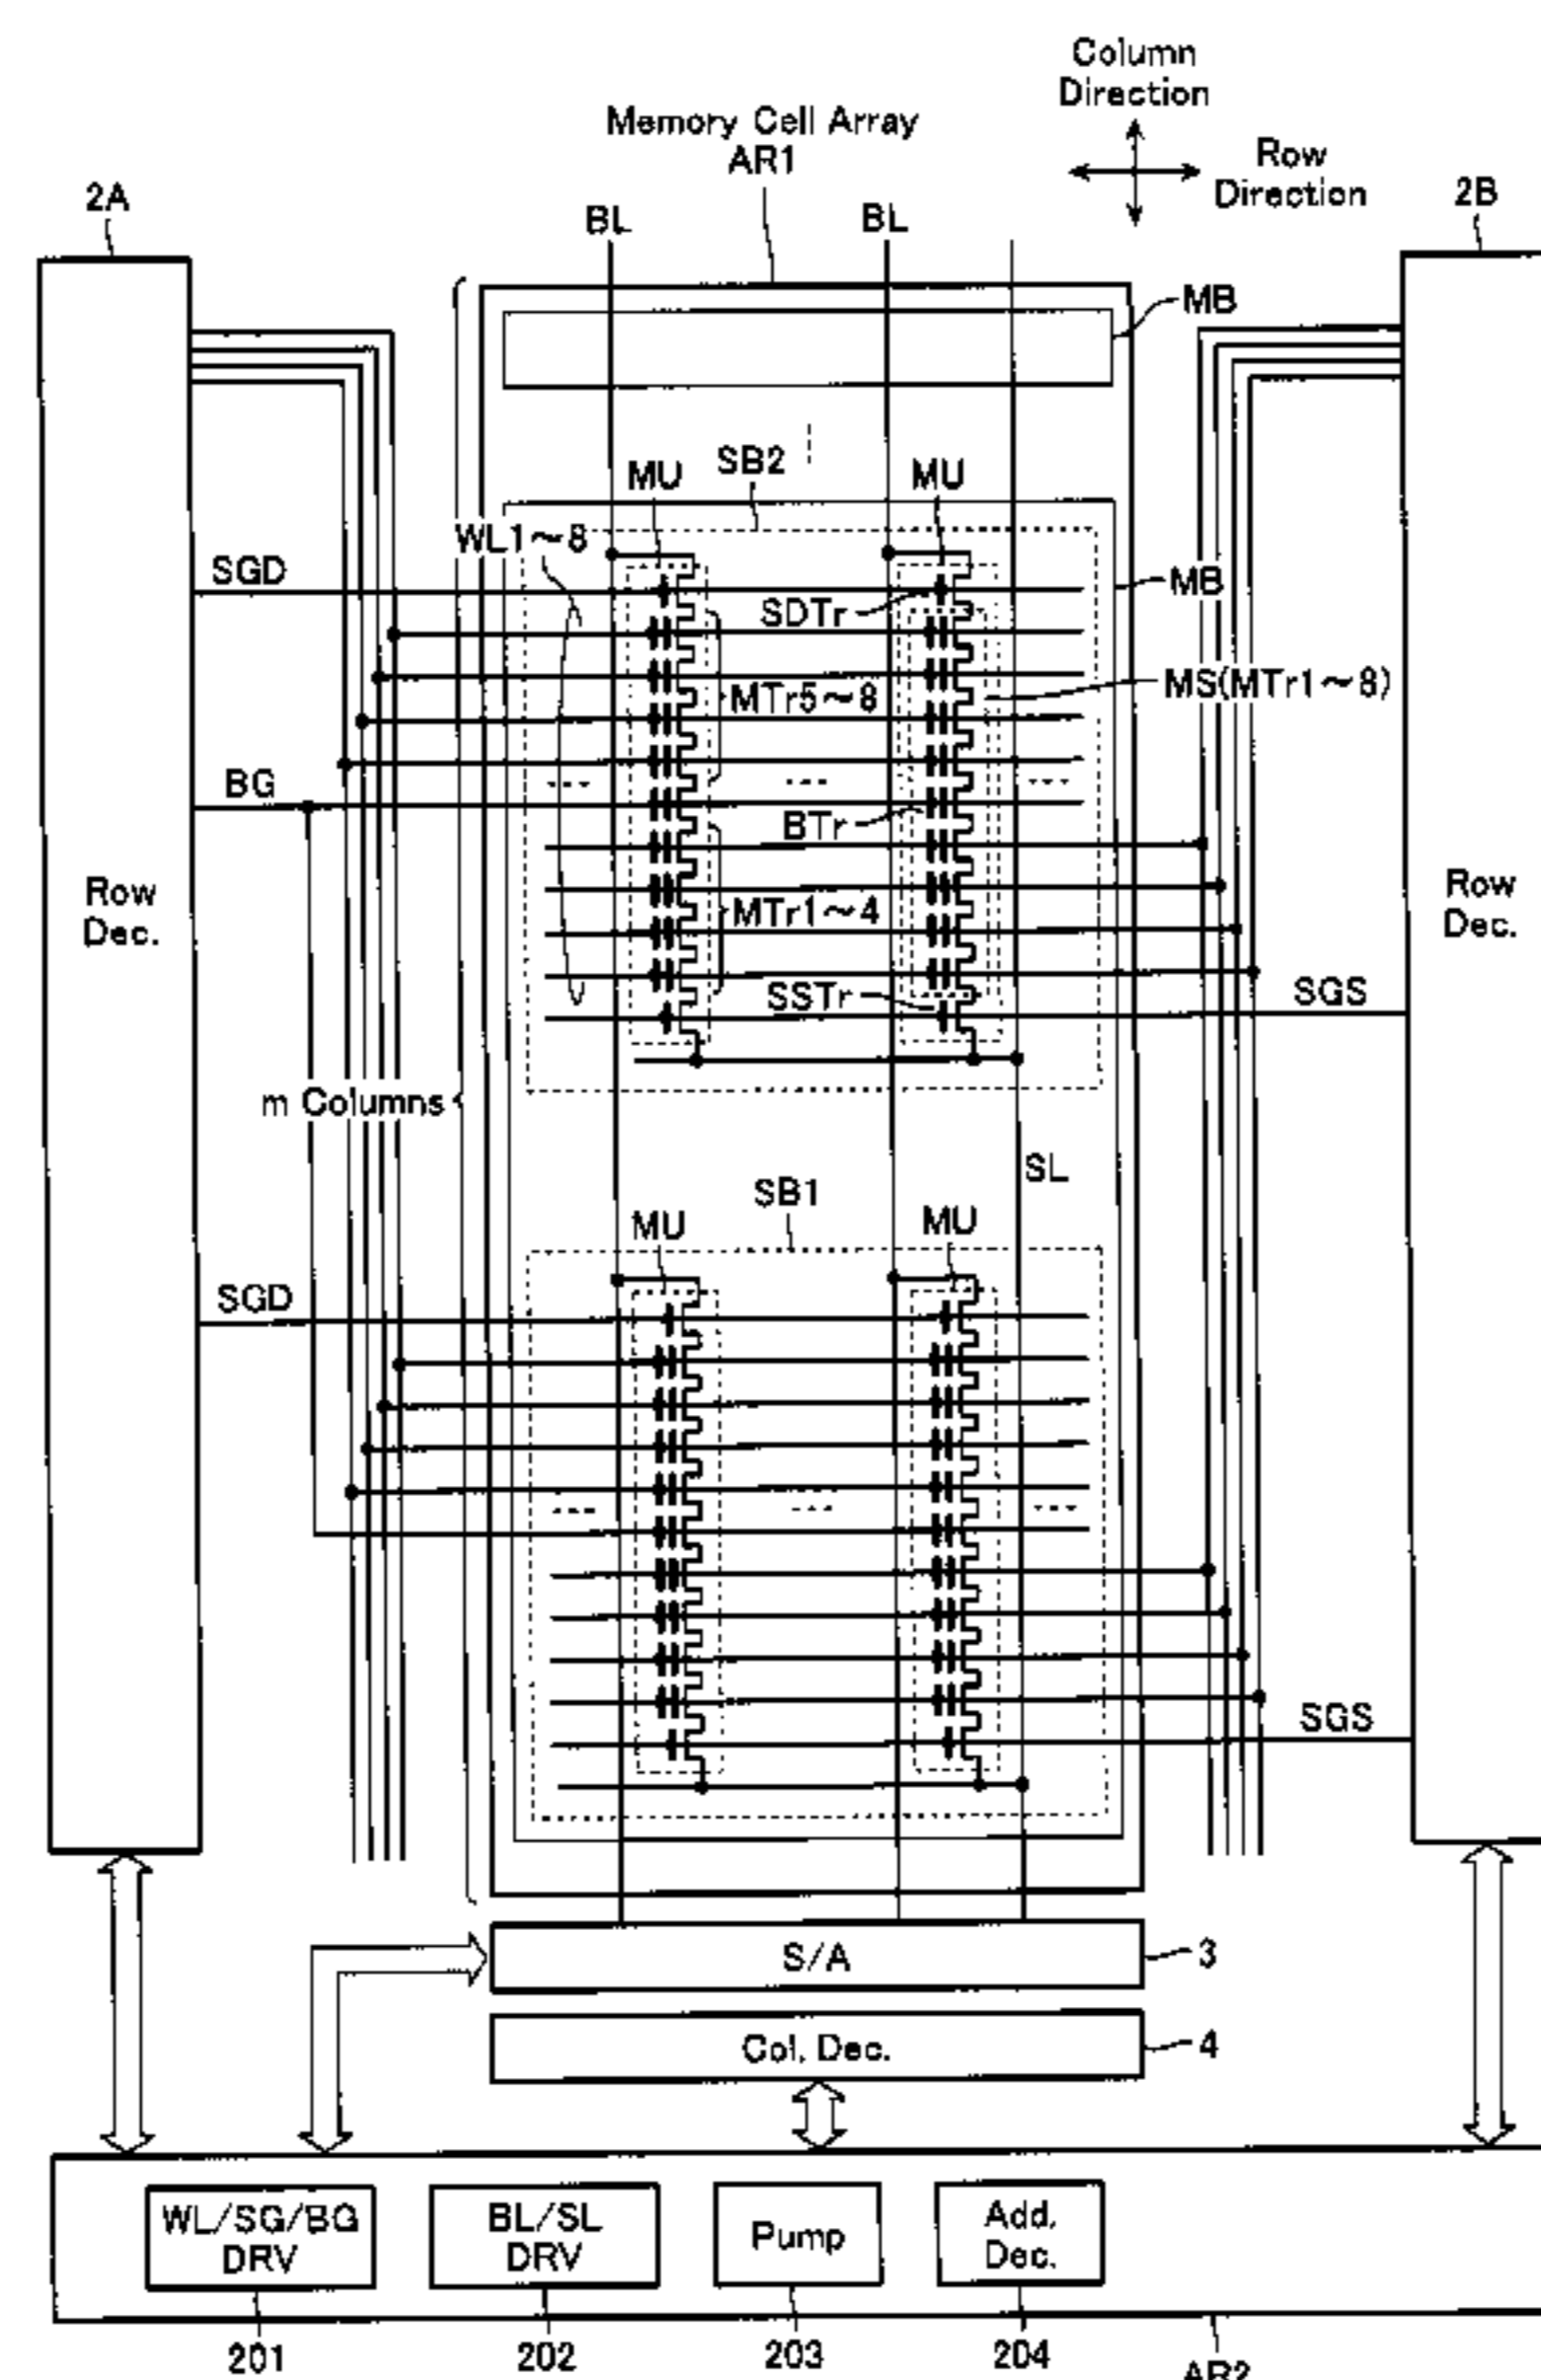 Column
Direction
Memory Cell Array
AR1
Row
Direction
2A
BL
BL
2B
MB
SB2
MU
MU
WL1～8
SGD
SDTr
MB
MTr5～8
MS(MTr1～8)
BG
BTr
Row
Dec.
Row
Dec.
MTr1～4
SSTr
SGS
m Columns
SL
SB1
MU
MU
SGD
SGS
S/A
3
Col. Dec.
4
WL/SG/BG
DRV
BL/SL
DRV
Pump
Add.
Dec.
201
202
203
204
AR2